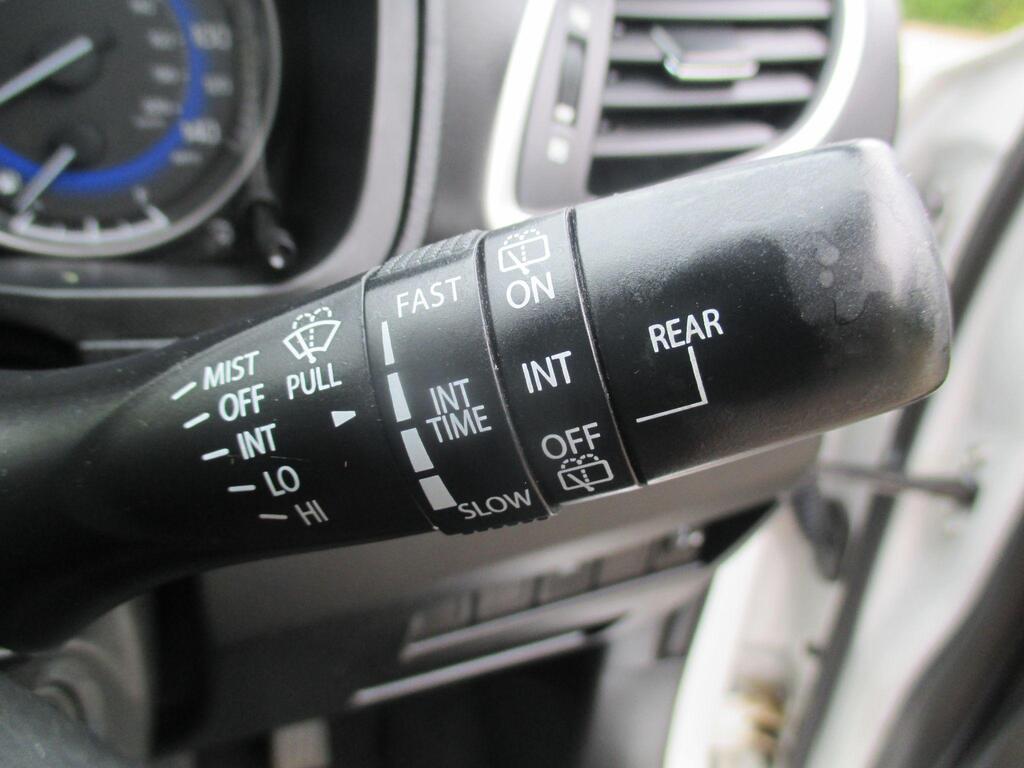 MIST
OFF
INT
LO
HI
PULL
FAST
INT
TIME
SLOW
ON
INT
OFF
REAR